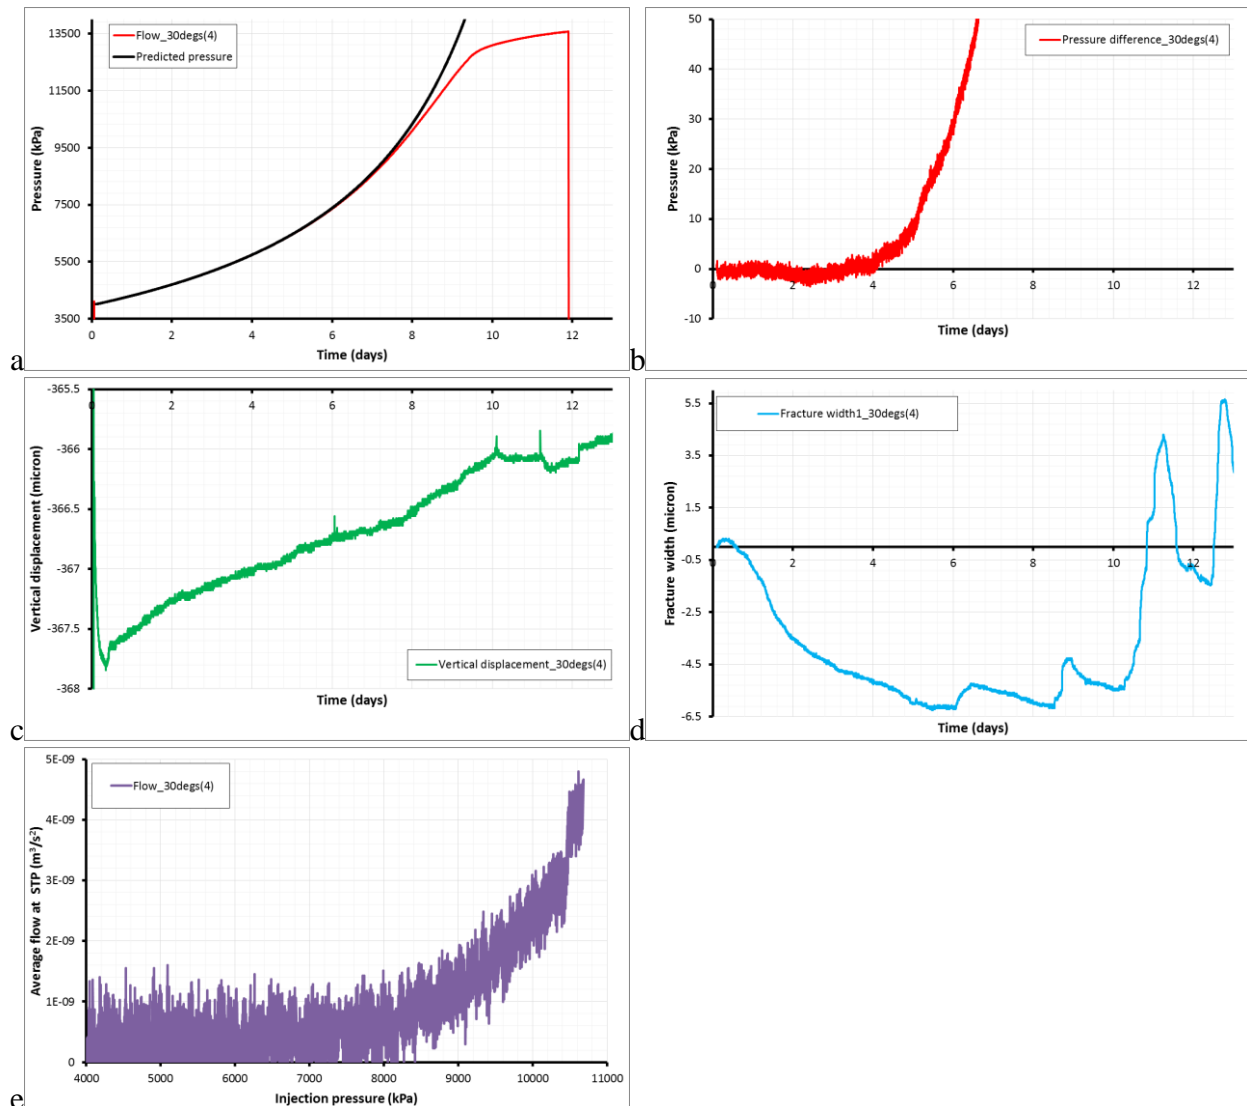 Flow_30degs(4)
Predicted pressure
13500
11500
9500
7500
5500
3500
0
2
4
6
8
10
12
Pressure (kPa)
Time (days)
a
Pressure difference_30degs(4)
50
40
30
20
10
0
-10
0
2
4
6
8
10
12
Pressure (kPa)
Time (days)
b
-365.5
-366
-366.5
-367
-367.5
-368
0
2
4
6
8
10
12
Vertical displacement (micron)
Vertical displacement_30degs(4)
Time (days)
c
Fracture width1_30degs(4)
5.5
3.5
1.5
-0.5
-2.5
-4.5
-6.5
0
2
4
6
8
10
12
Fracture width (micron)
Time (days)
d
Flow_30degs(4)
5E-09
4E-09
3E-09
2E-09
1E-09
0
4000
5000
6000
7000
8000
9000
10000
11000
Average flow at STP (m³/s²)
Injection pressure (kPa)
e